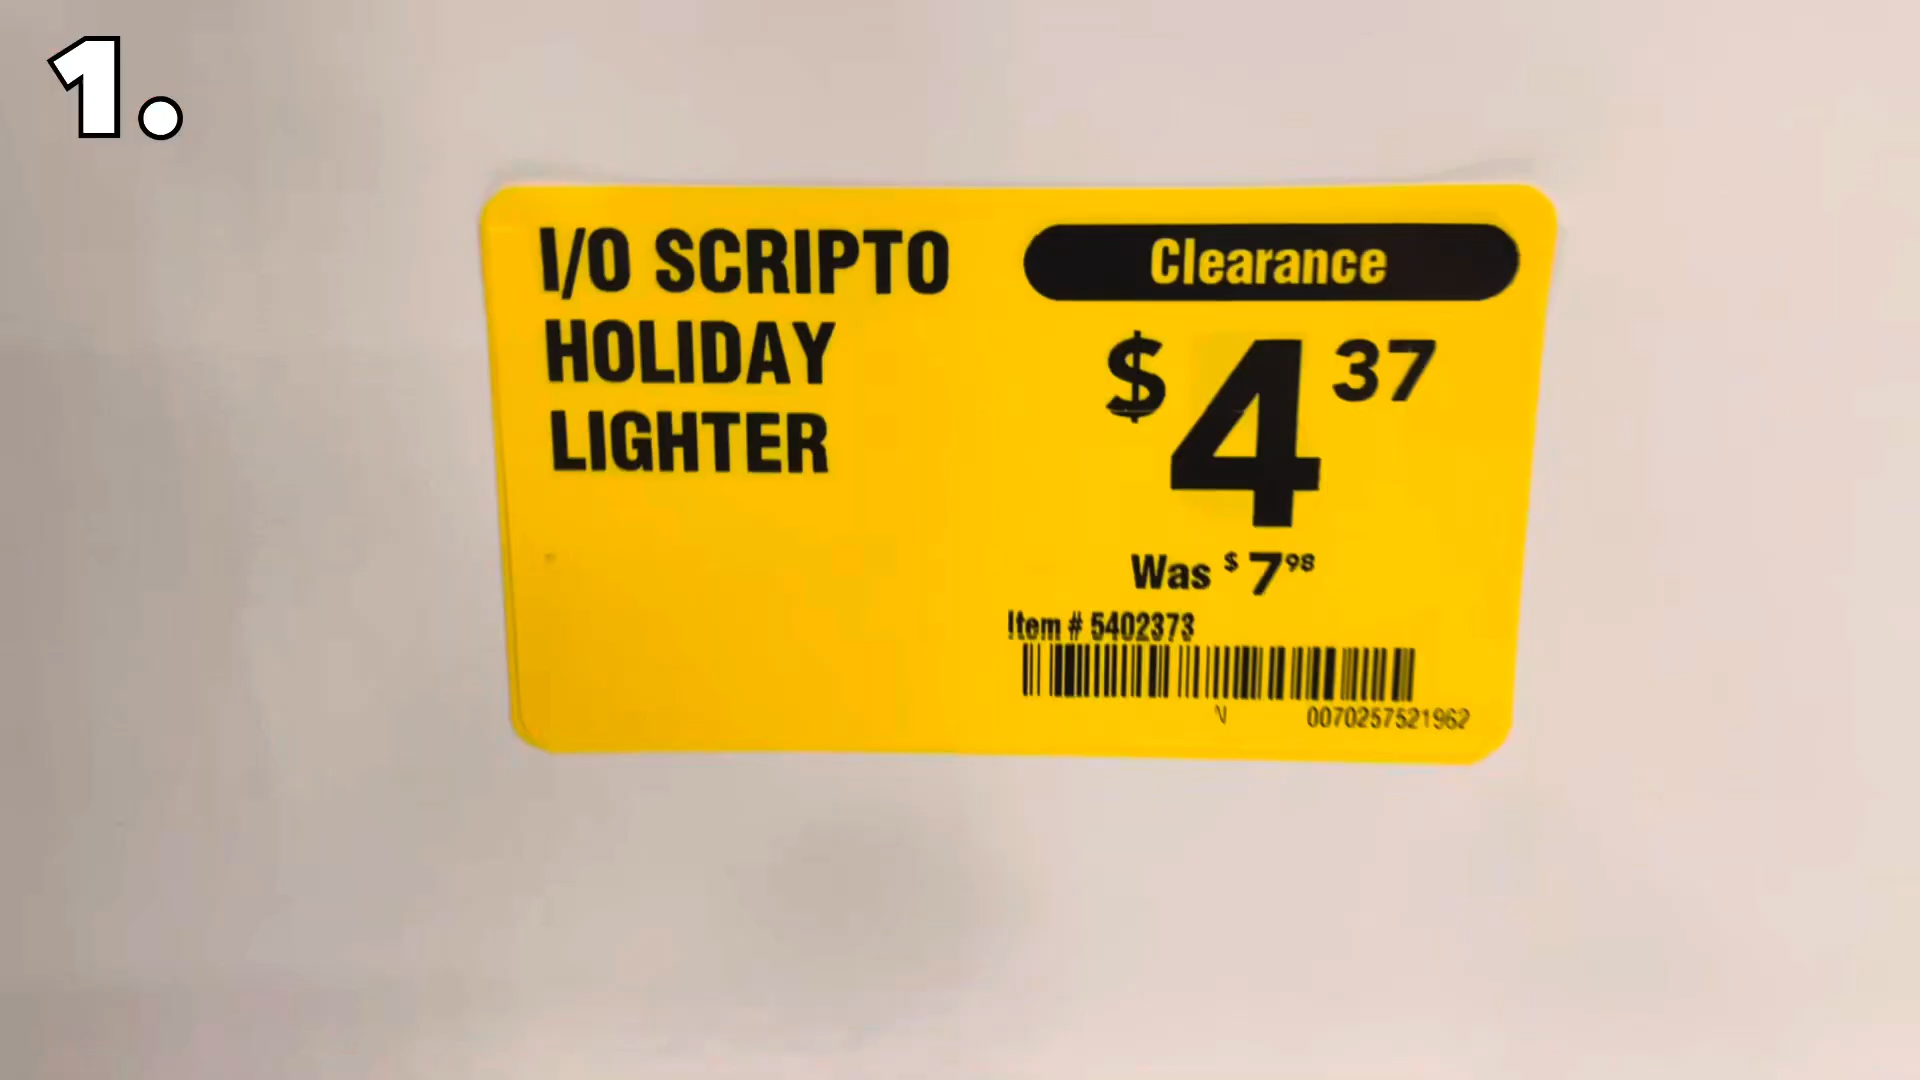 1.
I/O SCRIPTO
HOLIDAY
LIGHTER
Clearance
$4 37
Was $7 98
Item # 5402373
N 0070257521962